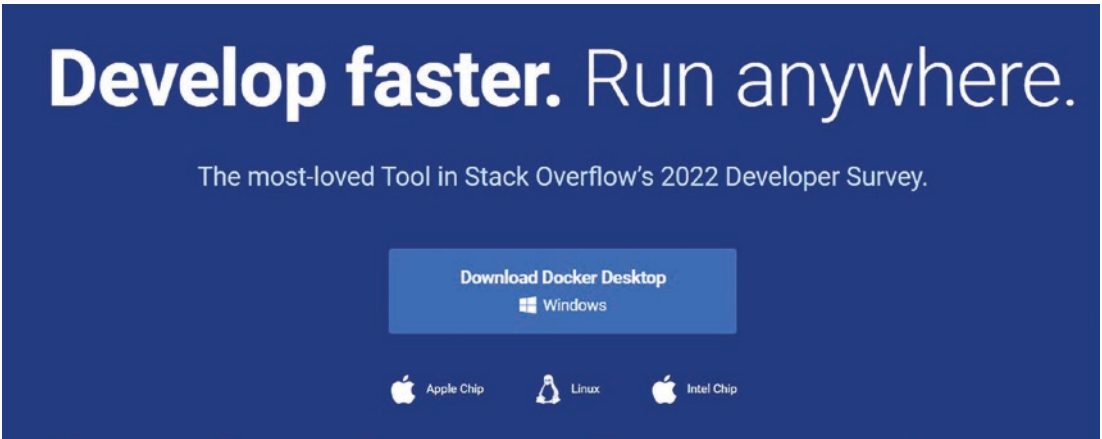 Develop faster. Run anywhere.
The most-loved Tool in Stack Overflow's 2022 Developer Survey.
Download Docker Desktop
Windows
Apple Chip Linux Intel Chip